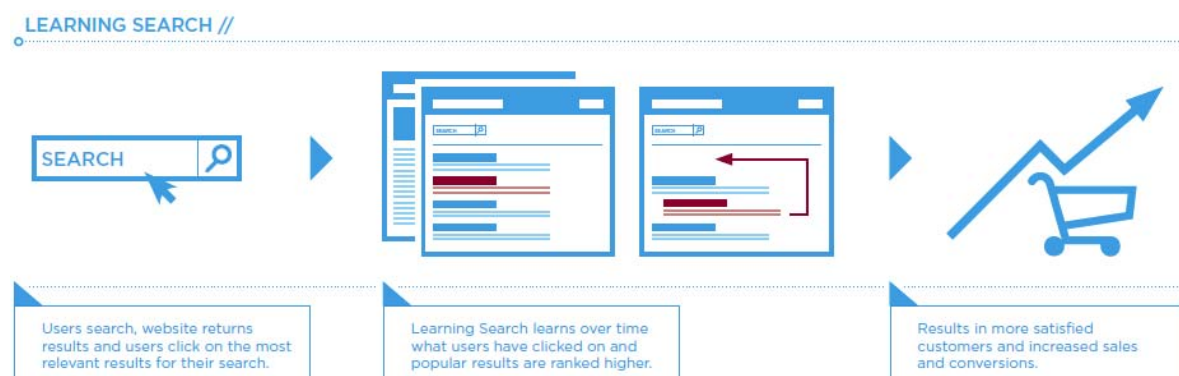 LEARNING SEARCH //
SEARCH
SEARCH
SEARCH
Users search, website returns
results and users click on the most
relevant results for their search.
Learning Search learns over time
what users have clicked on and
popular results are ranked higher.
Results in more satisfied
customers and increased sales
and conversions.